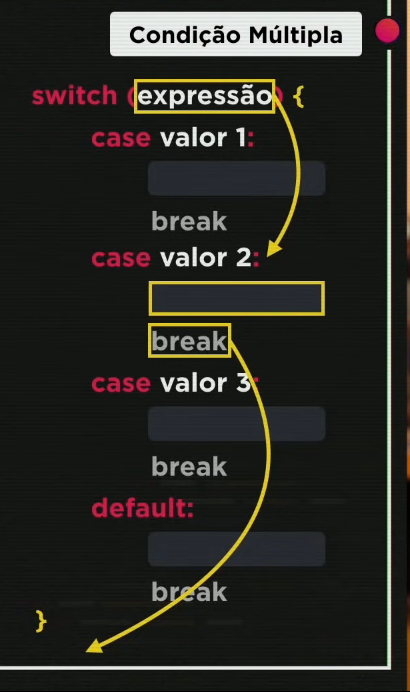 Condição Múltipla
switch (expressão) {
case valor 1:
break
case valor 2:
break
case valor 3:
break
default:
break
}